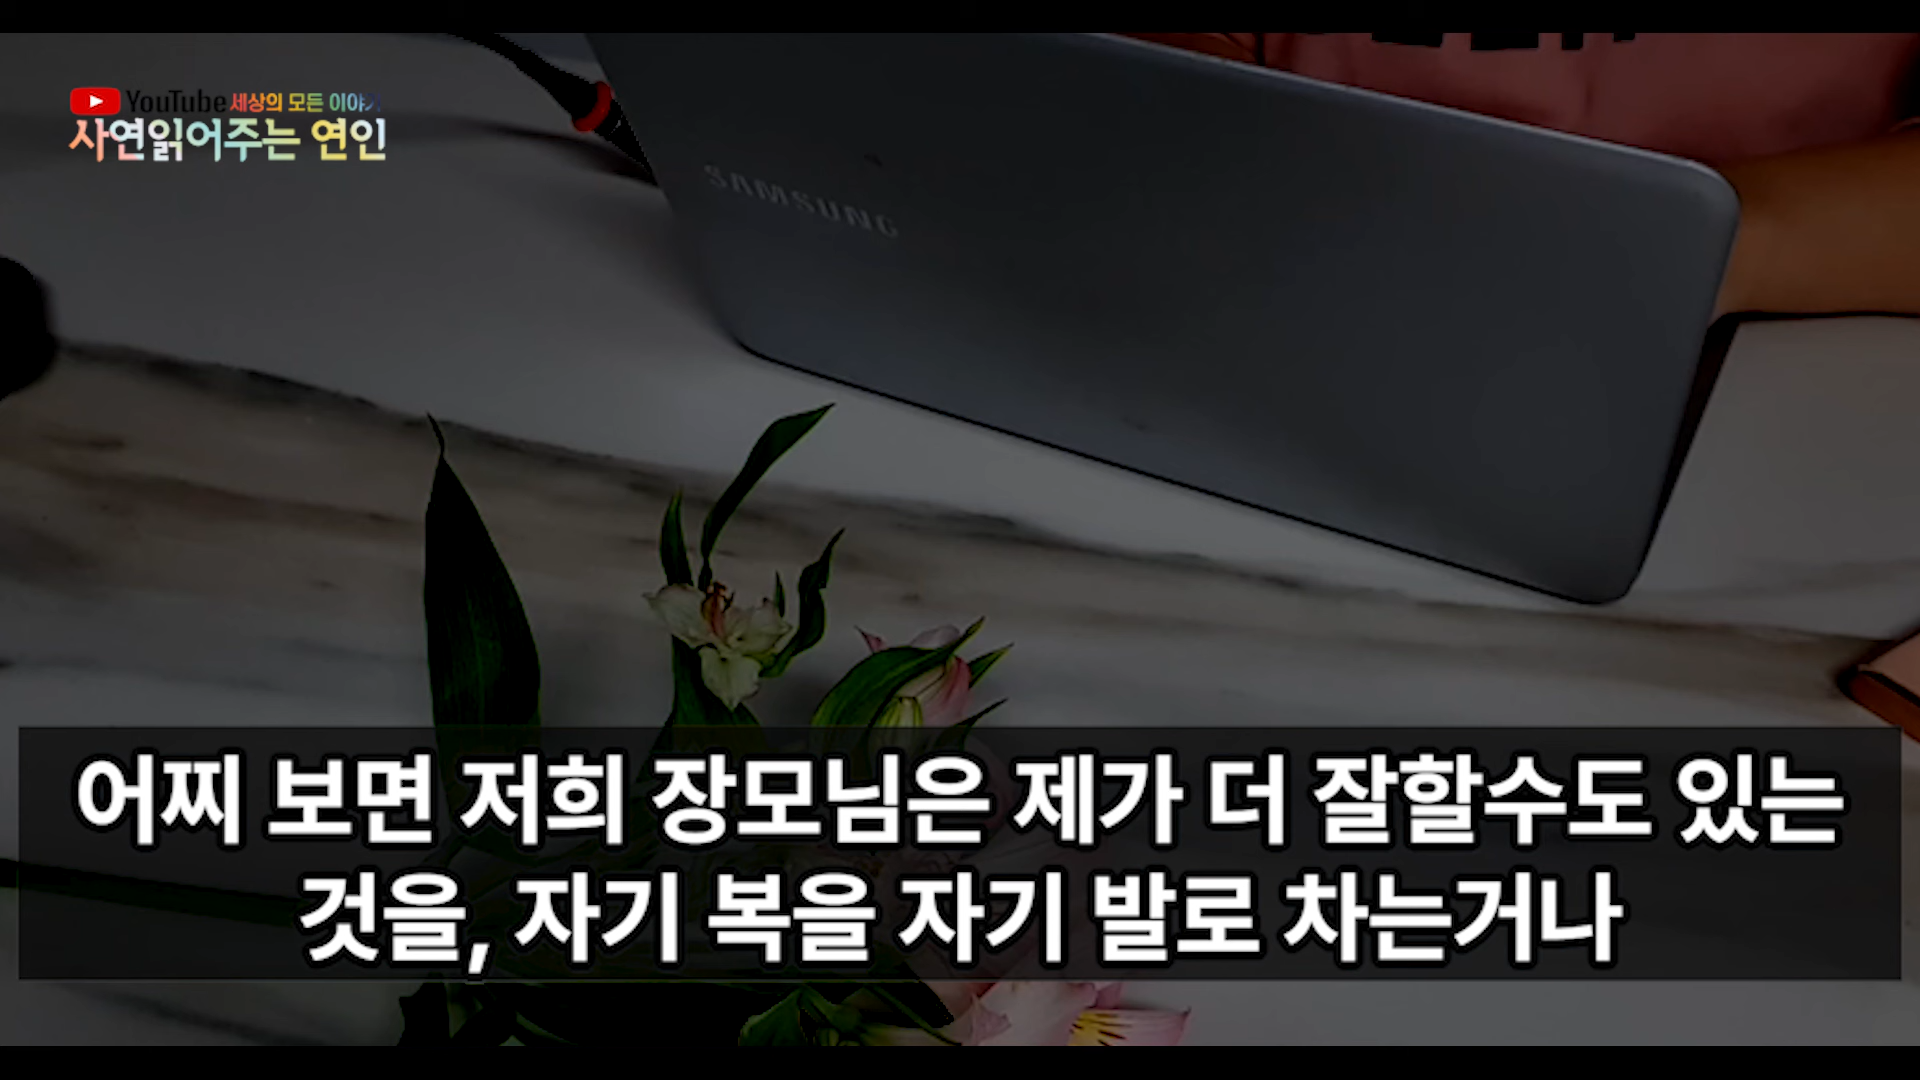 YouTube 세상의 모든 이야기
사연읽어주는 연인
SAMSUNG
어찌 보면 저희 장모님은 제가 더 잘할수도 있는
것을, 자기 복을 자기 발로 차는거나